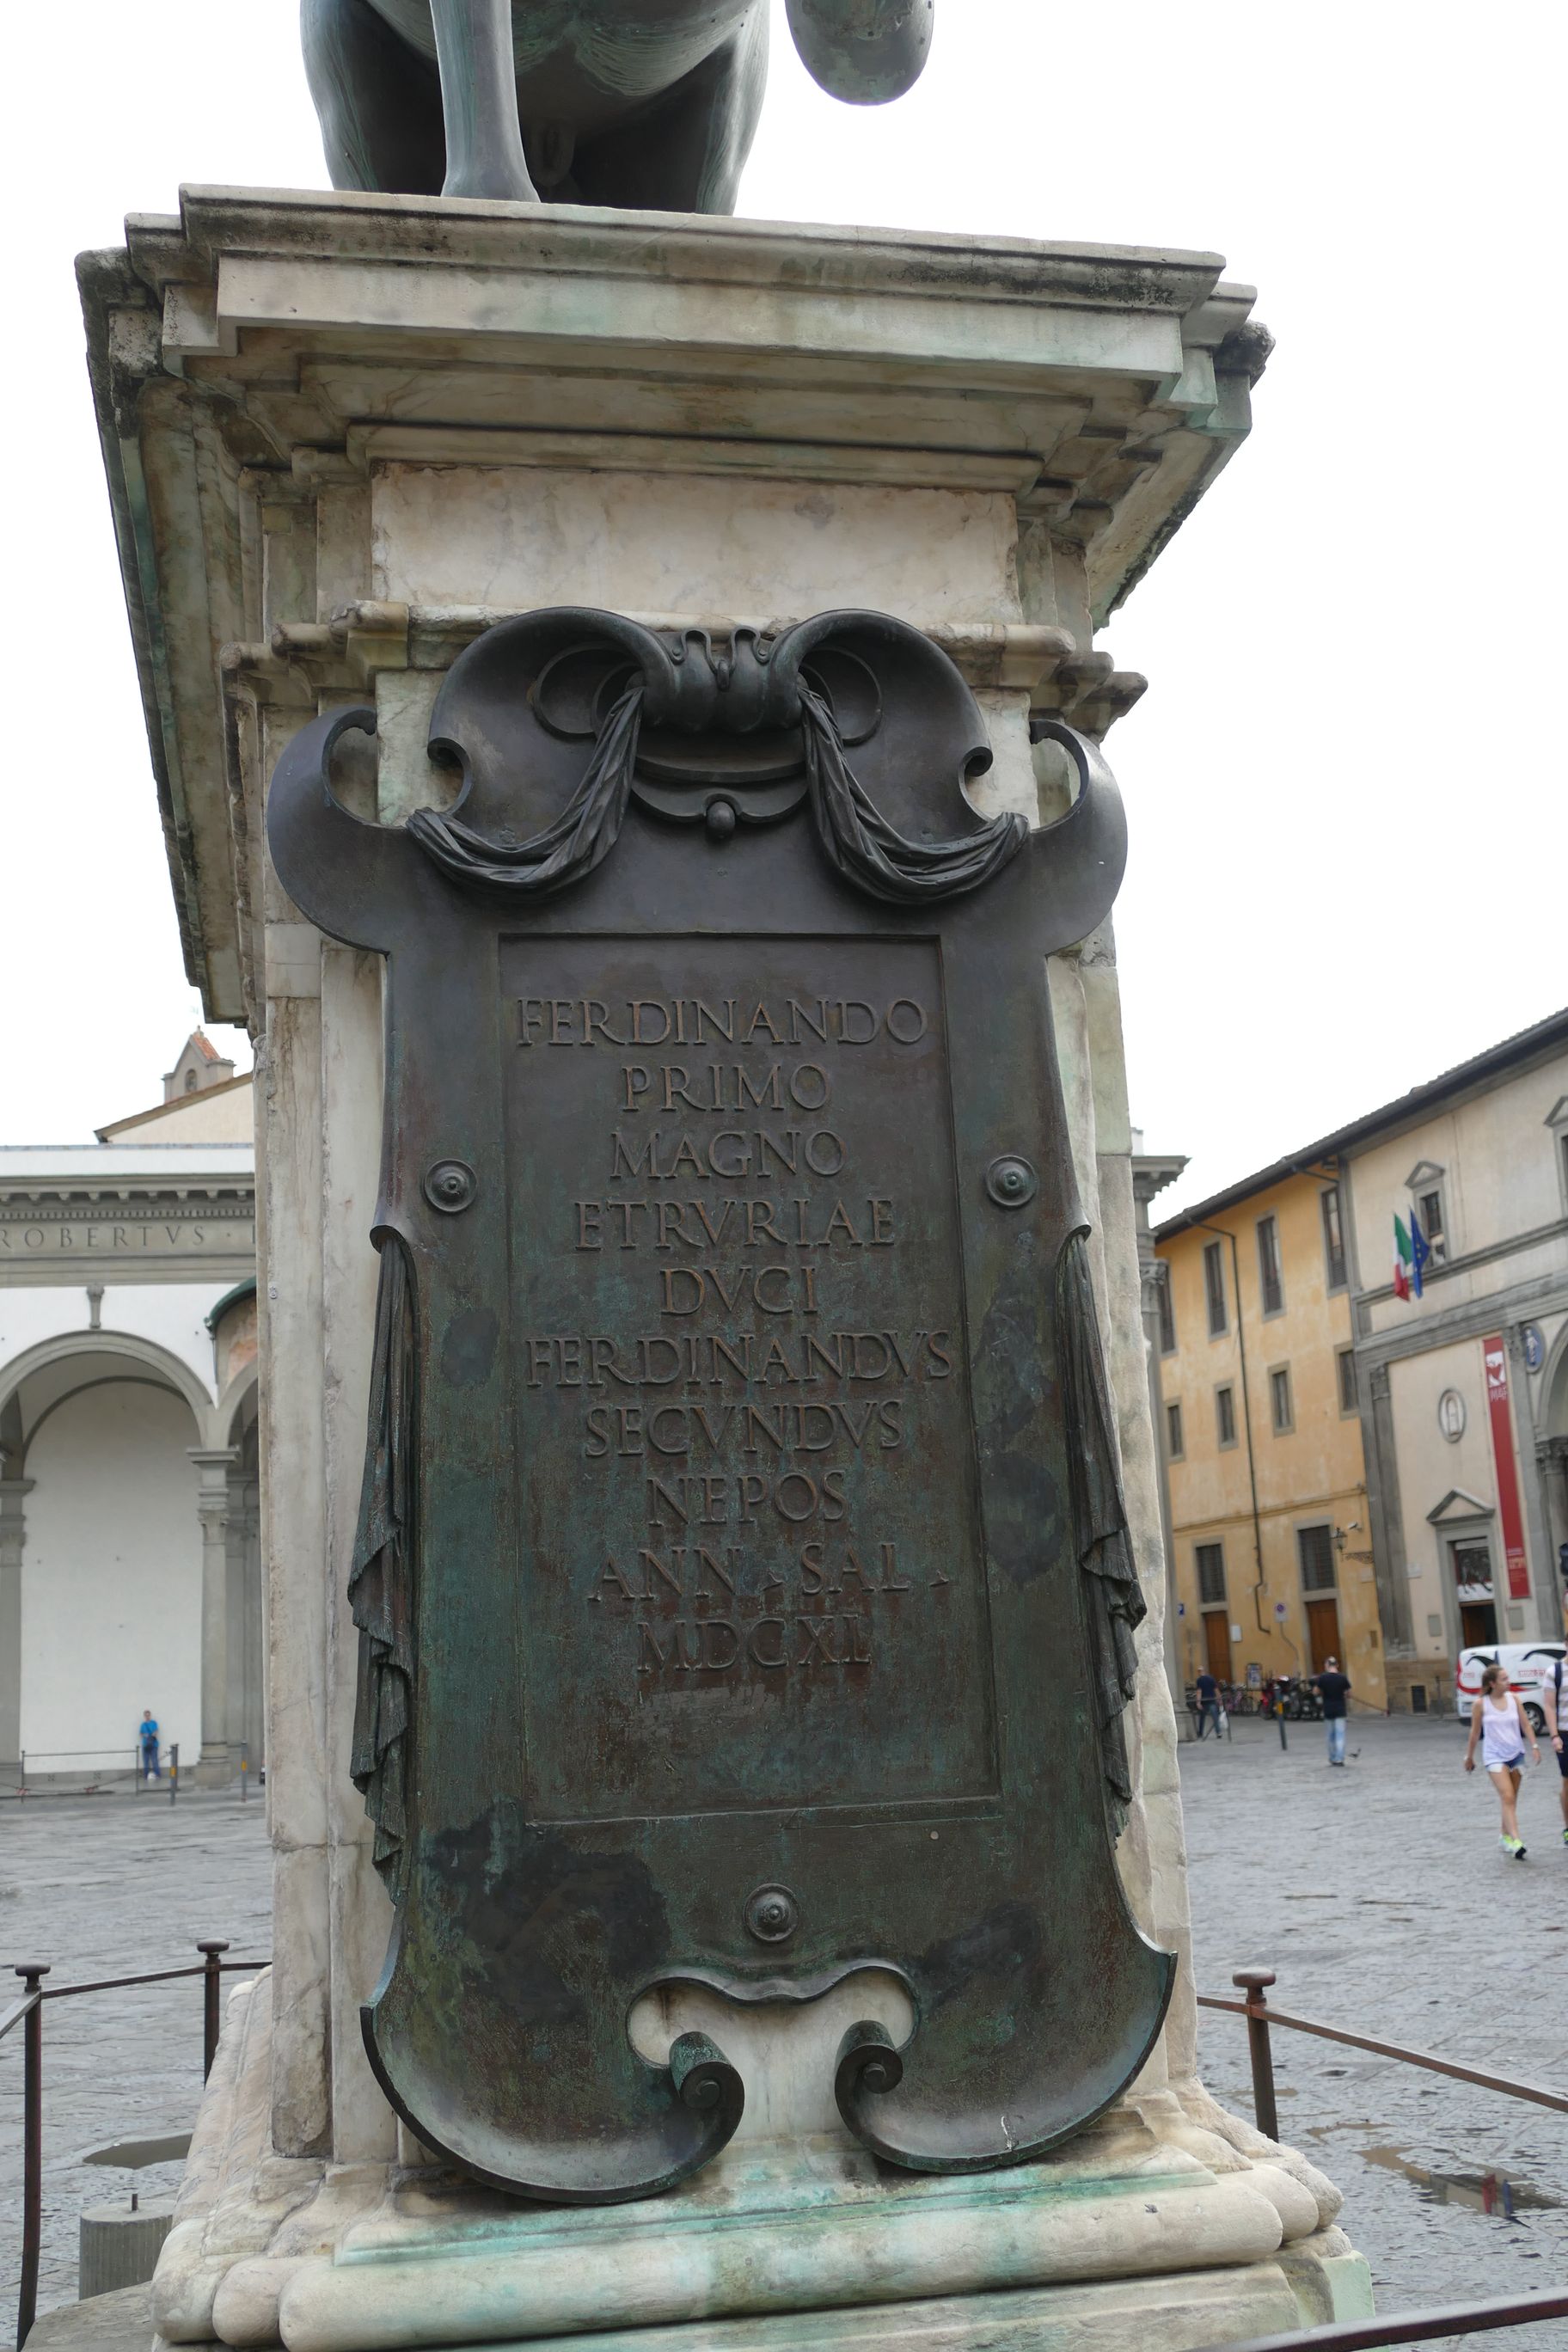 FERDINANDO
PRIMO
MAGNO
ETRVRIAE
DVCI
FERDINANDVS
SECVNDVS
NEPOS
ANN · SAL ·
MDCXL
ROBERTVS ·